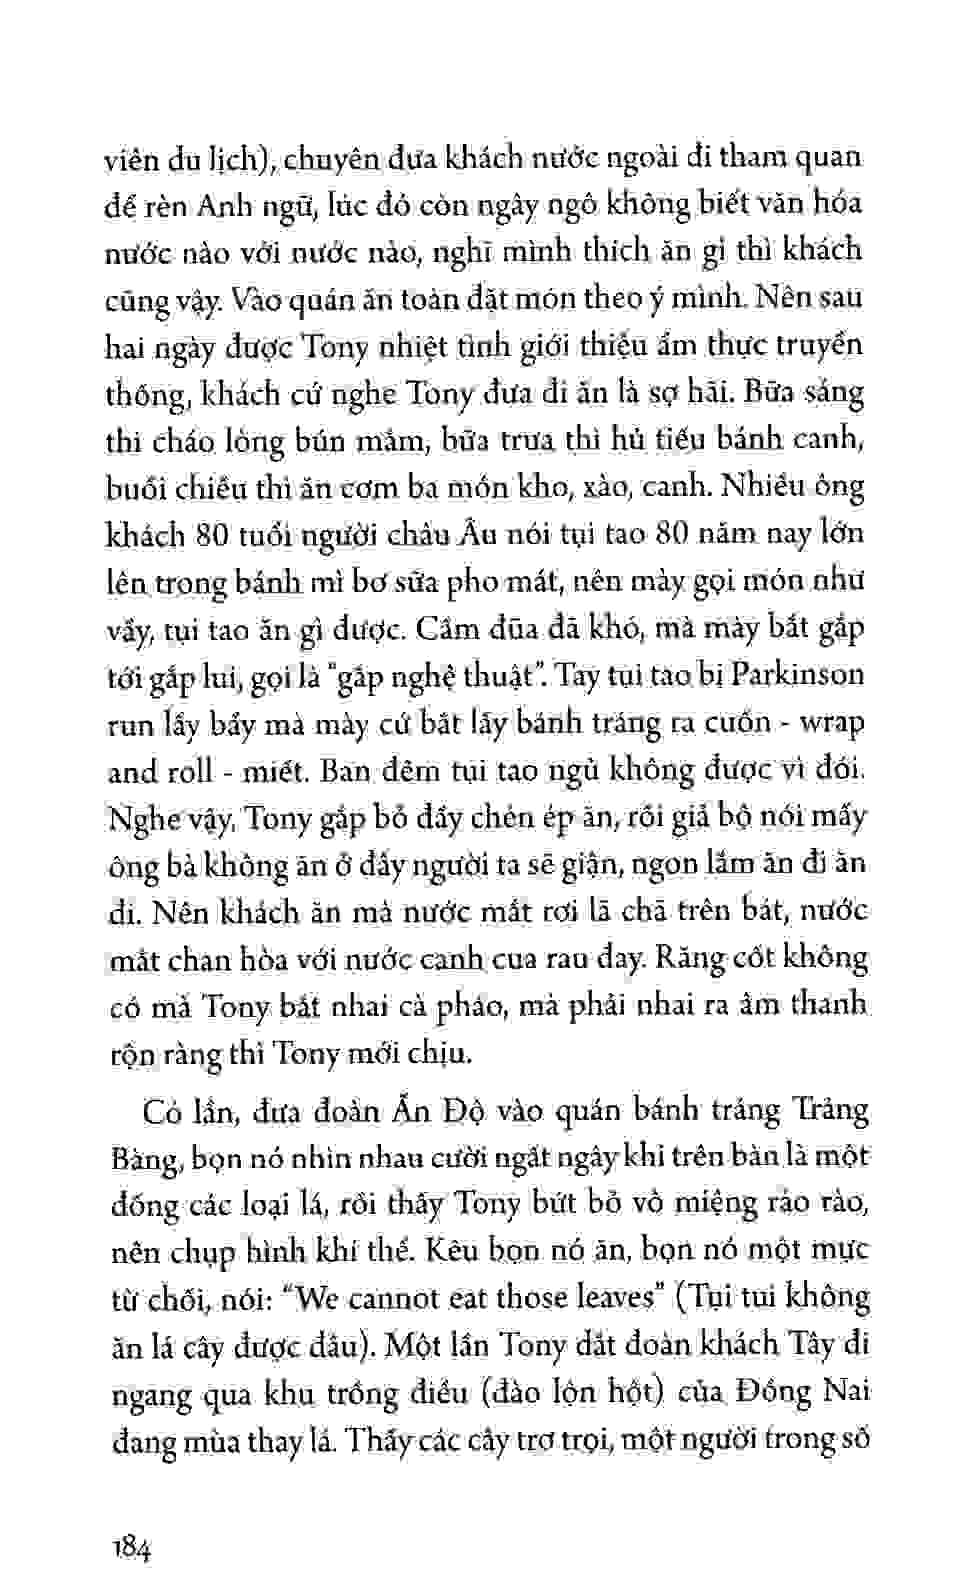 viên du lịch), chuyên đưa khách nước ngoài đi tham quan
để rèn Anh ngữ, lúc đó còn ngây ngô không biết văn hóa
nước nào với nước nào, nghĩ mình thích ăn gì thì khách
cũng vậy. Vào quán ăn toàn đặt món theo ý mình. Nên sau
hai ngày được Tony nhiệt tình giới thiệu ẩm thực truyền
thống, khách cứ nghe Tony đưa đi ăn là sợ hãi. Bữa sáng
thì cháo lòng bún mắm, bữa trưa thì hủ tiếu bánh canh,
buổi chiều thì ăn cơm ba món kho, xào, canh. Nhiều ông
khách 80 tuổi người châu Âu nói tụi tao 80 năm nay lớn
lên trong bánh mì bơ sữa pho mát, nên mày gọi món như
vầy, tụi tao ăn gì được. Cầm đũa đã khó, mà mày bắt gắp
tới gắp lui, gọi là "gắp nghệ thuật". Tay tụi tao bị Parkinson
run lẩy bẩy mà mày cứ bắt lấy bánh tráng ra cuốn - wrap
and roll - miết. Ban đêm tụi tao ngủ không được vì đói.
Nghe vậy, Tony gắp bỏ đầy chén ép ăn, rồi giả bộ nói mấy
ông bà không ăn ở đấy người ta sẽ giận, ngon lắm ăn đi ăn
đi. Nên khách ăn mà nước mắt rơi lã chã trên bát, nước
mắt chan hòa với nước canh cua rau đay. Răng cốt không
có mà Tony bắt nhai cà pháo, mà phải nhai ra âm thanh
rộn ràng thì Tony mới chịu.
Có lần, đưa đoàn Ấn Độ vào quán bánh tráng Trảng
Bàng, bọn nó nhìn nhau cười ngất ngây khi trên bàn là một
đống các loại lá, rồi thấy Tony bứt bỏ vô miệng rào rào,
nên chụp hình khí thế. Kêu bọn nó ăn, bọn nó một mực
từ chối, nói: "We cannot eat those leaves" (Tụi tui không
ăn lá cây được đâu). Một lần Tony dắt đoàn khách Tây đi
ngang qua khu trồng điều (đào lộn hột) của Đồng Nai
đang mùa thay lá. Thấy các cây trơ trọi, một người trong số
184